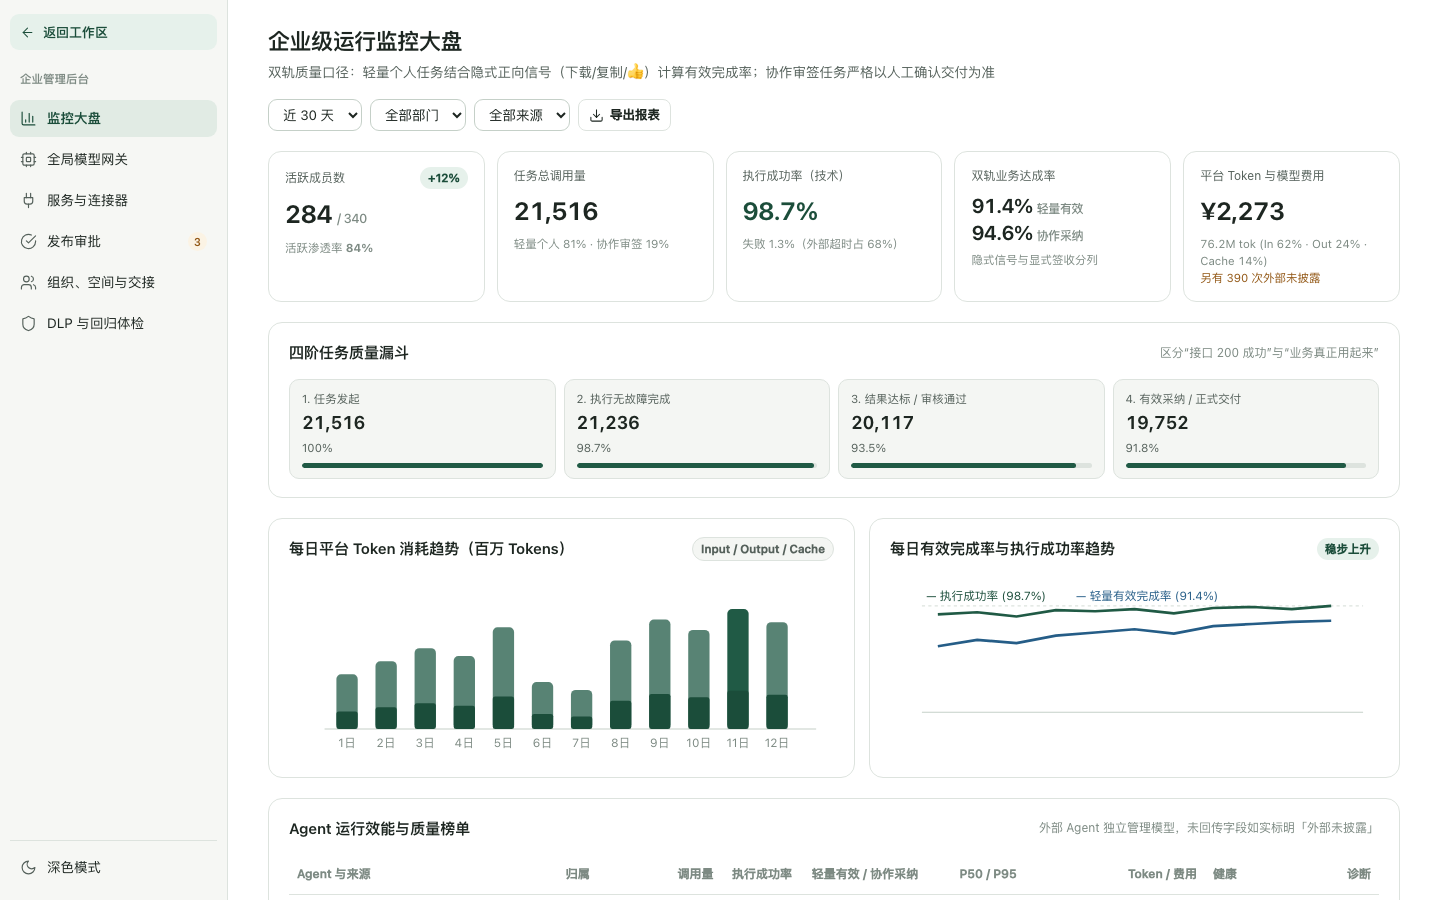 返回工作区
企业管理后台
监控大盘
全局模型网关
服务与连接器
发布审批
3
组织、空间与交接
DLP 与回归体检
深色模式
企业级运行监控大盘
双轨质量口径：轻量个人任务结合隐式正向信号（下载/复制/👍）计算有效完成率；协作审签任务严格以人工确认交付为准
近 30 天
全部部门
全部来源
导出报表
活跃成员数
+12%
284 / 340
活跃渗透率 84%
任务总调用量
21,516
轻量个人 81% · 协作审签 19%
执行成功率（技术）
98.7%
失败 1.3%（外部超时占 68%）
双轨业务达成率
91.4% 轻量有效
94.6% 协作采纳
隐式信号与显式签收分列
平台 Token 与模型费用
¥2,273
76.2M tok (In 62% · Out 24% ·
Cache 14%)
另有 390 次外部未披露
四阶任务质量漏斗
区分“接口 200 成功”与“业务真正用起来”
1. 任务发起
21,516
100%
2. 执行无故障完成
21,236
98.7%
3. 结果达标 / 审核通过
20,117
93.5%
4. 有效采纳 / 正式交付
19,752
91.8%
每日平台 Token 消耗趋势（百万 Tokens）
Input / Output / Cache
1日 2日 3日 4日 5日 6日 7日 8日 9日 10日 11日 12日
每日有效完成率与执行成功率趋势
稳步上升
— 执行成功率 (98.7%)
— 轻量有效完成率 (91.4%)
Agent 运行效能与质量榜单
外部 Agent 独立管理模型，未回传字段如实标明「外部未披露」
Agent 与来源 归属 调用量 执行成功率 轻量有效 / 协作采纳 P50 / P95 Token / 费用 健康 诊断